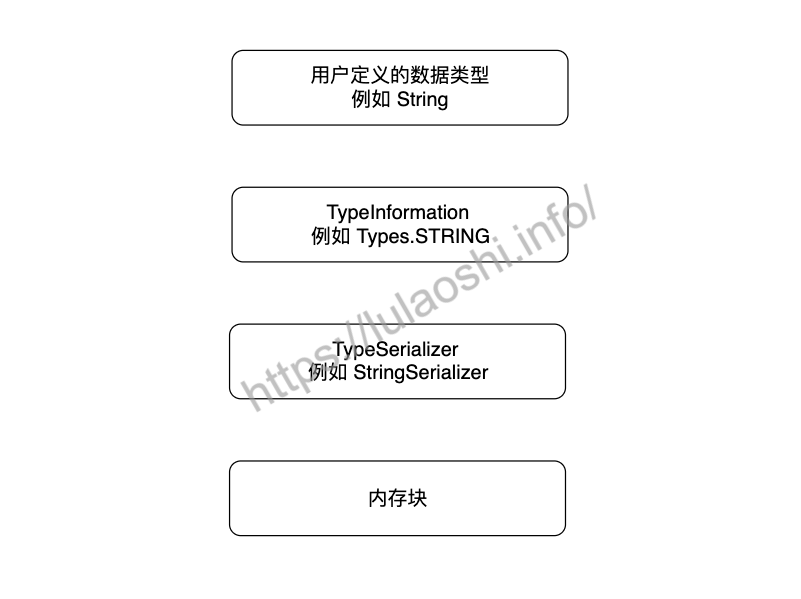 用户定义的数据类型
例如 String
TypeInformation
例如 Types.STRING
TypeSerializer
例如 StringSerializer
内存块
https://lulaoshi.info/